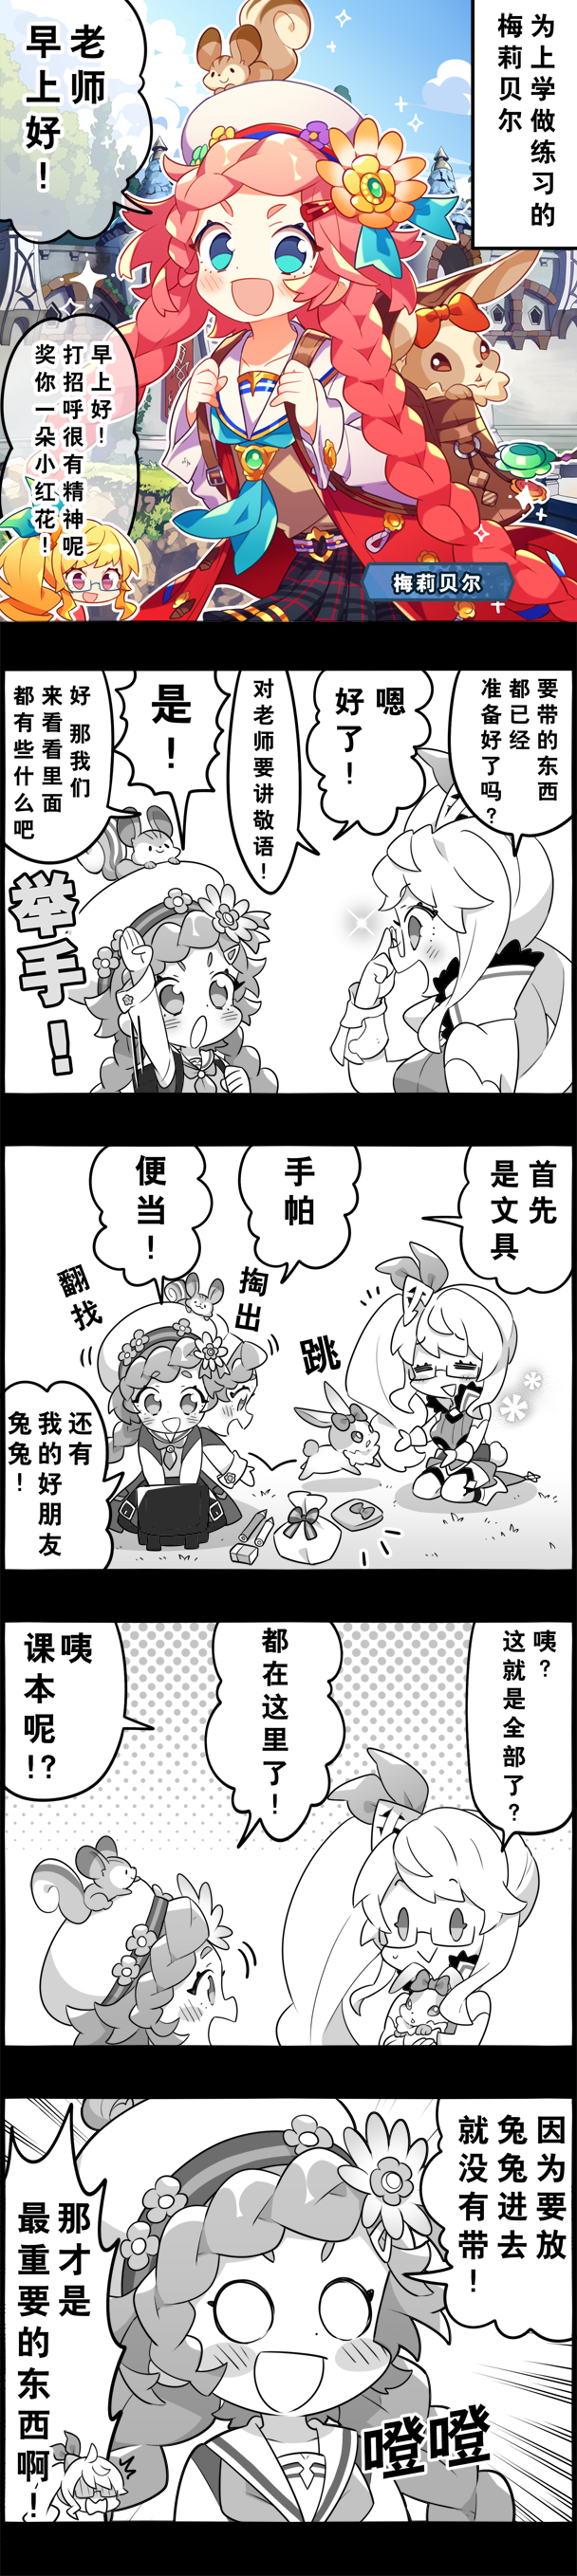 为上学做练习的
梅莉贝尔
老师
早上好！
早上好！
打招呼很有精神呢
奖你一朵小红花！
梅莉贝尔
要带的东西
都已经
准备好了吗？
嗯
好了！
对老师要讲敬语！
是！
好 那我们
来看看里面
都有些什么吧
举手！
首先
是文具
手帕
便当！
掏出
翻找
跳
还有
我的好朋友
兔兔！
咦？
这就是全部了？
都在这里了！
咦
课本呢！？
因为要放
兔兔进去
就没有带！
那才是
最重要的东西啊！
噔噔